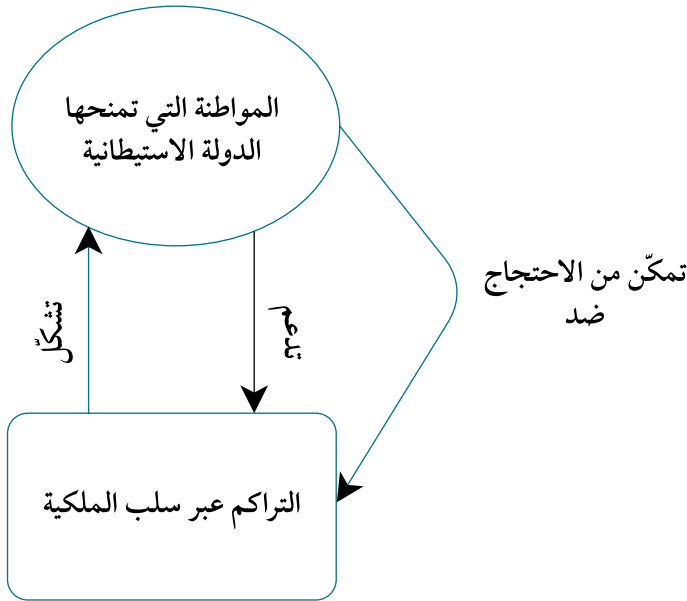 المواطنة التي تمنحها
الدولة الاستيطانية
تمكّن من الاحتجاج
ضد
تشكّل
تدعم
التراكم عبر سلب الملكية